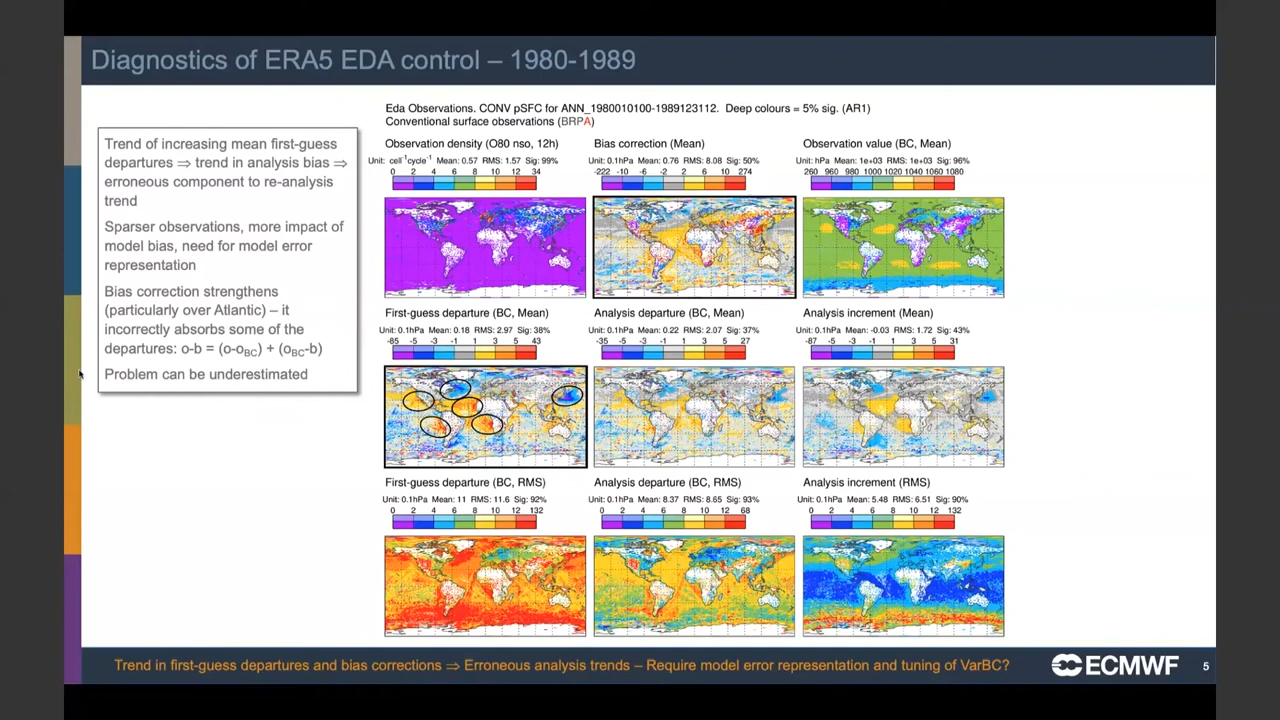 Diagnostics of ERA5 EDA control – 1980-1989
Eda Observations. CONV pSFC for ANN_1980010100-1989123112. Deep colours = 5% sig. (AR1)
Conventional surface observations (BRPA)
Trend of increasing mean first-guess
departures ⇒ trend in analysis bias ⇒
erroneous component to re-analysis
trend
Sparser observations, more impact of
model bias, need for model error
representation
Bias correction strengthens
(particularly over Atlantic) – it
incorrectly absorbs some of the
departures: o-b = (o-oBC) + (oBC-b)
Problem can be underestimated
Observation density (O80 nso, 12h)
Unit: cell⁻¹cycle⁻¹ Mean: 0.57 RMS: 1.57 Sig: 99%
0 2 4 6 8 10 12 34
Bias correction (Mean)
Unit: 0.1hPa Mean: 0.76 RMS: 8.08 Sig: 50%
-222 -10 -6 -2 2 6 10 274
Observation value (BC, Mean)
Unit: hPa Mean: 1e+03 RMS: 1e+03 Sig: 96%
260 960 980 1000 1020 1040 1060 1080
First-guess departure (BC, Mean)
Unit: 0.1hPa Mean: 0.18 RMS: 2.97 Sig: 38%
-85 -5 -3 -1 1 3 5 43
Analysis departure (BC, Mean)
Unit: 0.1hPa Mean: 0.22 RMS: 2.07 Sig: 37%
-35 -5 -3 -1 1 3 5 27
Analysis increment (Mean)
Unit: 0.1hPa Mean: -0.03 RMS: 1.72 Sig: 43%
-87 -5 -3 -1 1 3 5 31
First-guess departure (BC, RMS)
Unit: 0.1hPa Mean: 11 RMS: 11.6 Sig: 92%
0 2 4 6 8 10 12 132
Analysis departure (BC, RMS)
Unit: 0.1hPa Mean: 8.37 RMS: 8.65 Sig: 93%
0 2 4 6 8 10 12 68
Analysis increment (RMS)
Unit: 0.1hPa Mean: 5.48 RMS: 6.51 Sig: 90%
0 2 4 6 8 10 12 132
Trend in first-guess departures and bias corrections ⇒ Erroneous analysis trends – Require model error representation and tuning of VarBC?
ECMWF
5